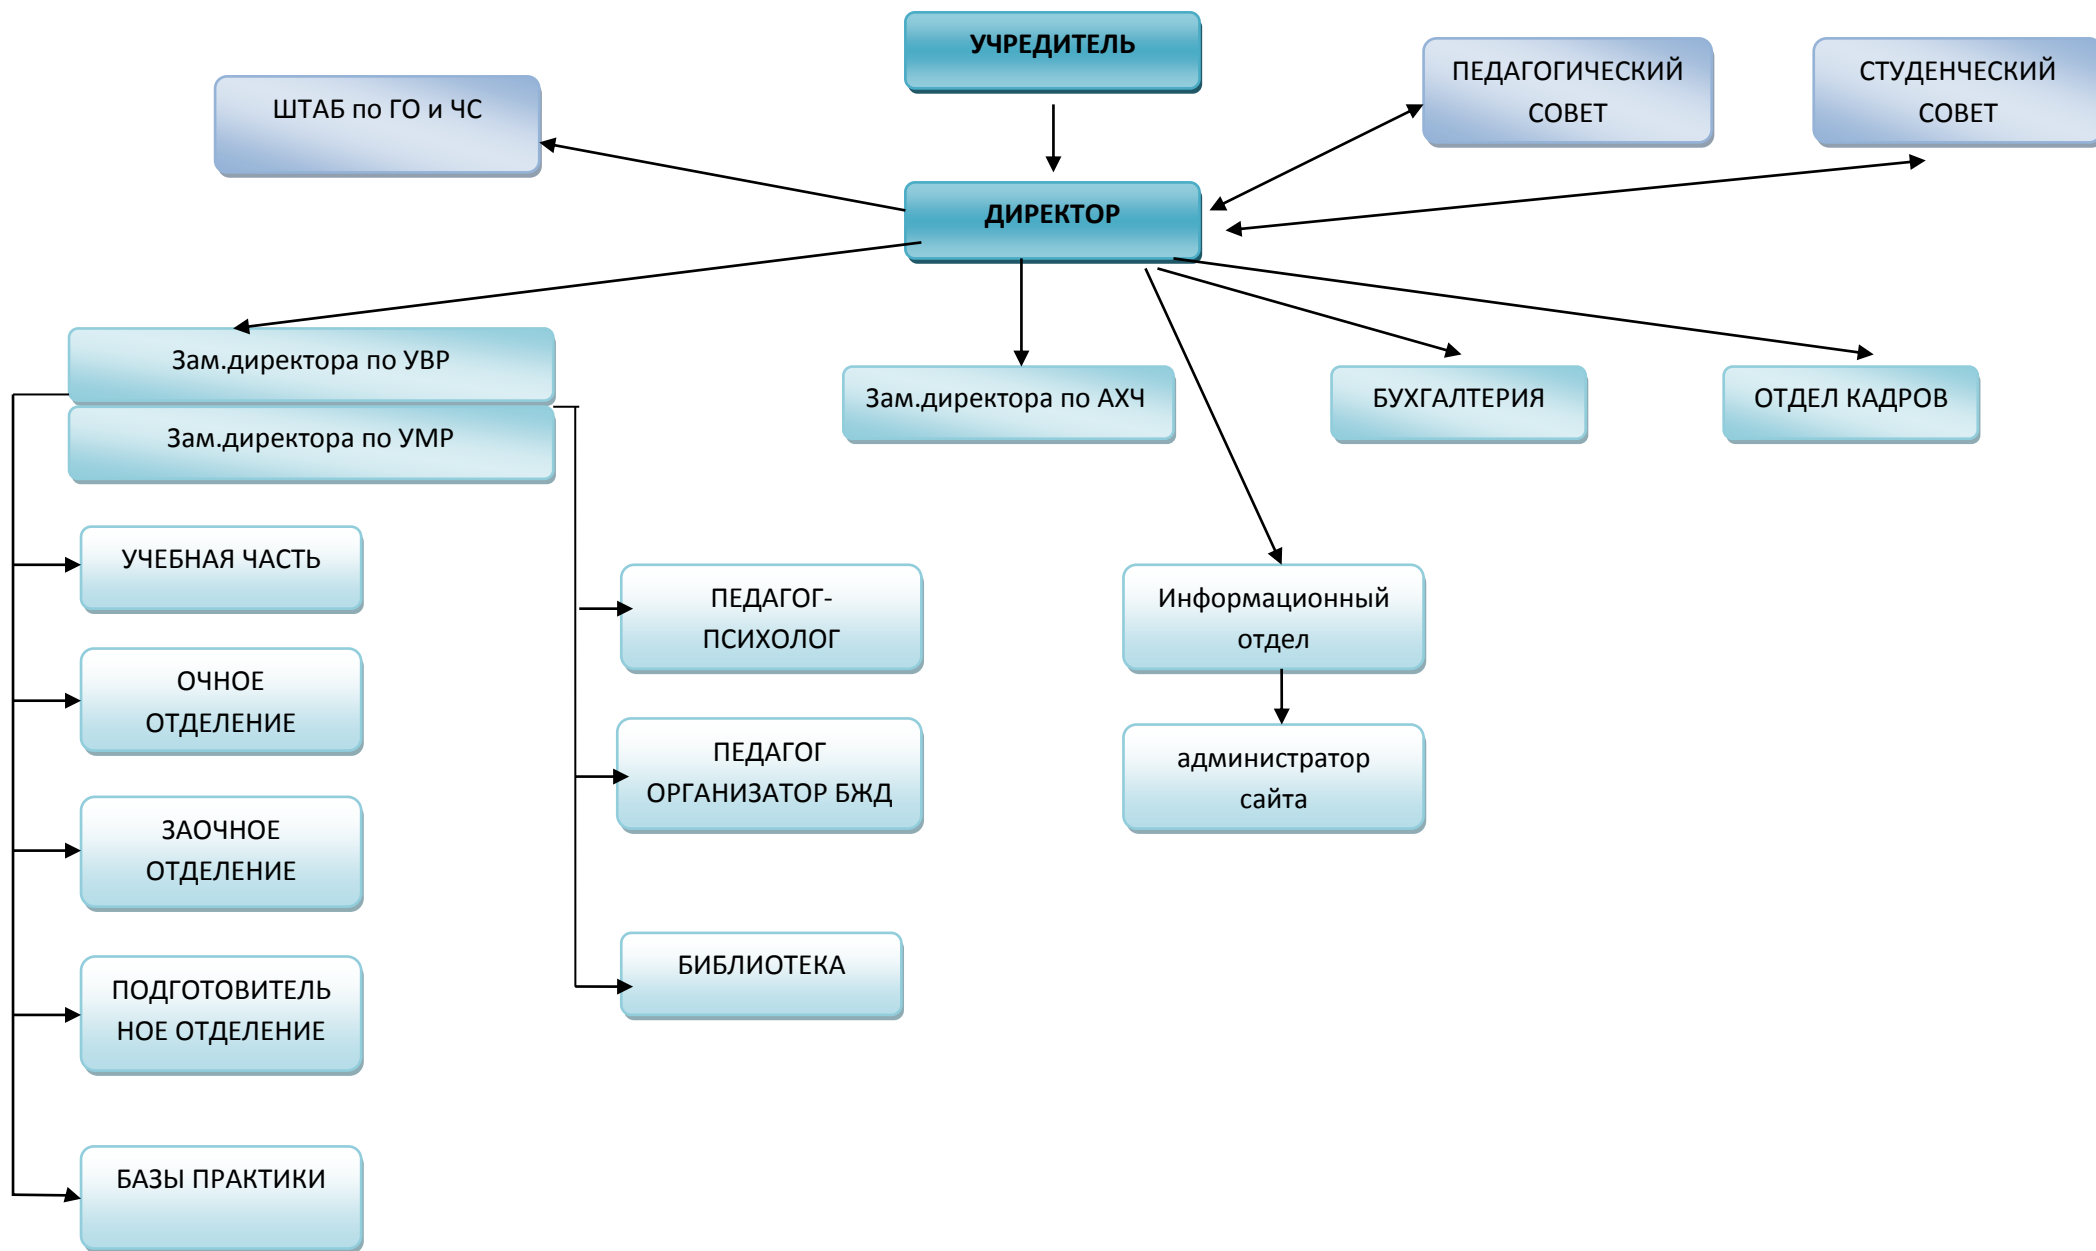 УЧРЕДИТЕЛЬ
ШТАБ по ГО и ЧС
ПЕДАГОГИЧЕСКИЙ
СОВЕТ
СТУДЕНЧЕСКИЙ
СОВЕТ
ДИРЕКТОР
Зам.директора по УВР
Зам.директора по УМР
Зам.директора по АХЧ
БУХГАЛТЕРИЯ
ОТДЕЛ КАДРОВ
УЧЕБНАЯ ЧАСТЬ
ОЧНОЕ
ОТДЕЛЕНИЕ
ЗАОЧНОЕ
ОТДЕЛЕНИЕ
ПОДГОТОВИТЕЛЬ
НОЕ ОТДЕЛЕНИЕ
БАЗЫ ПРАКТИКИ
ПЕДАГОГ-
ПСИХОЛОГ
ПЕДАГОГ
ОРГАНИЗАТОР БЖД
БИБЛИОТЕКА
Информационный
отдел
администратор
сайта